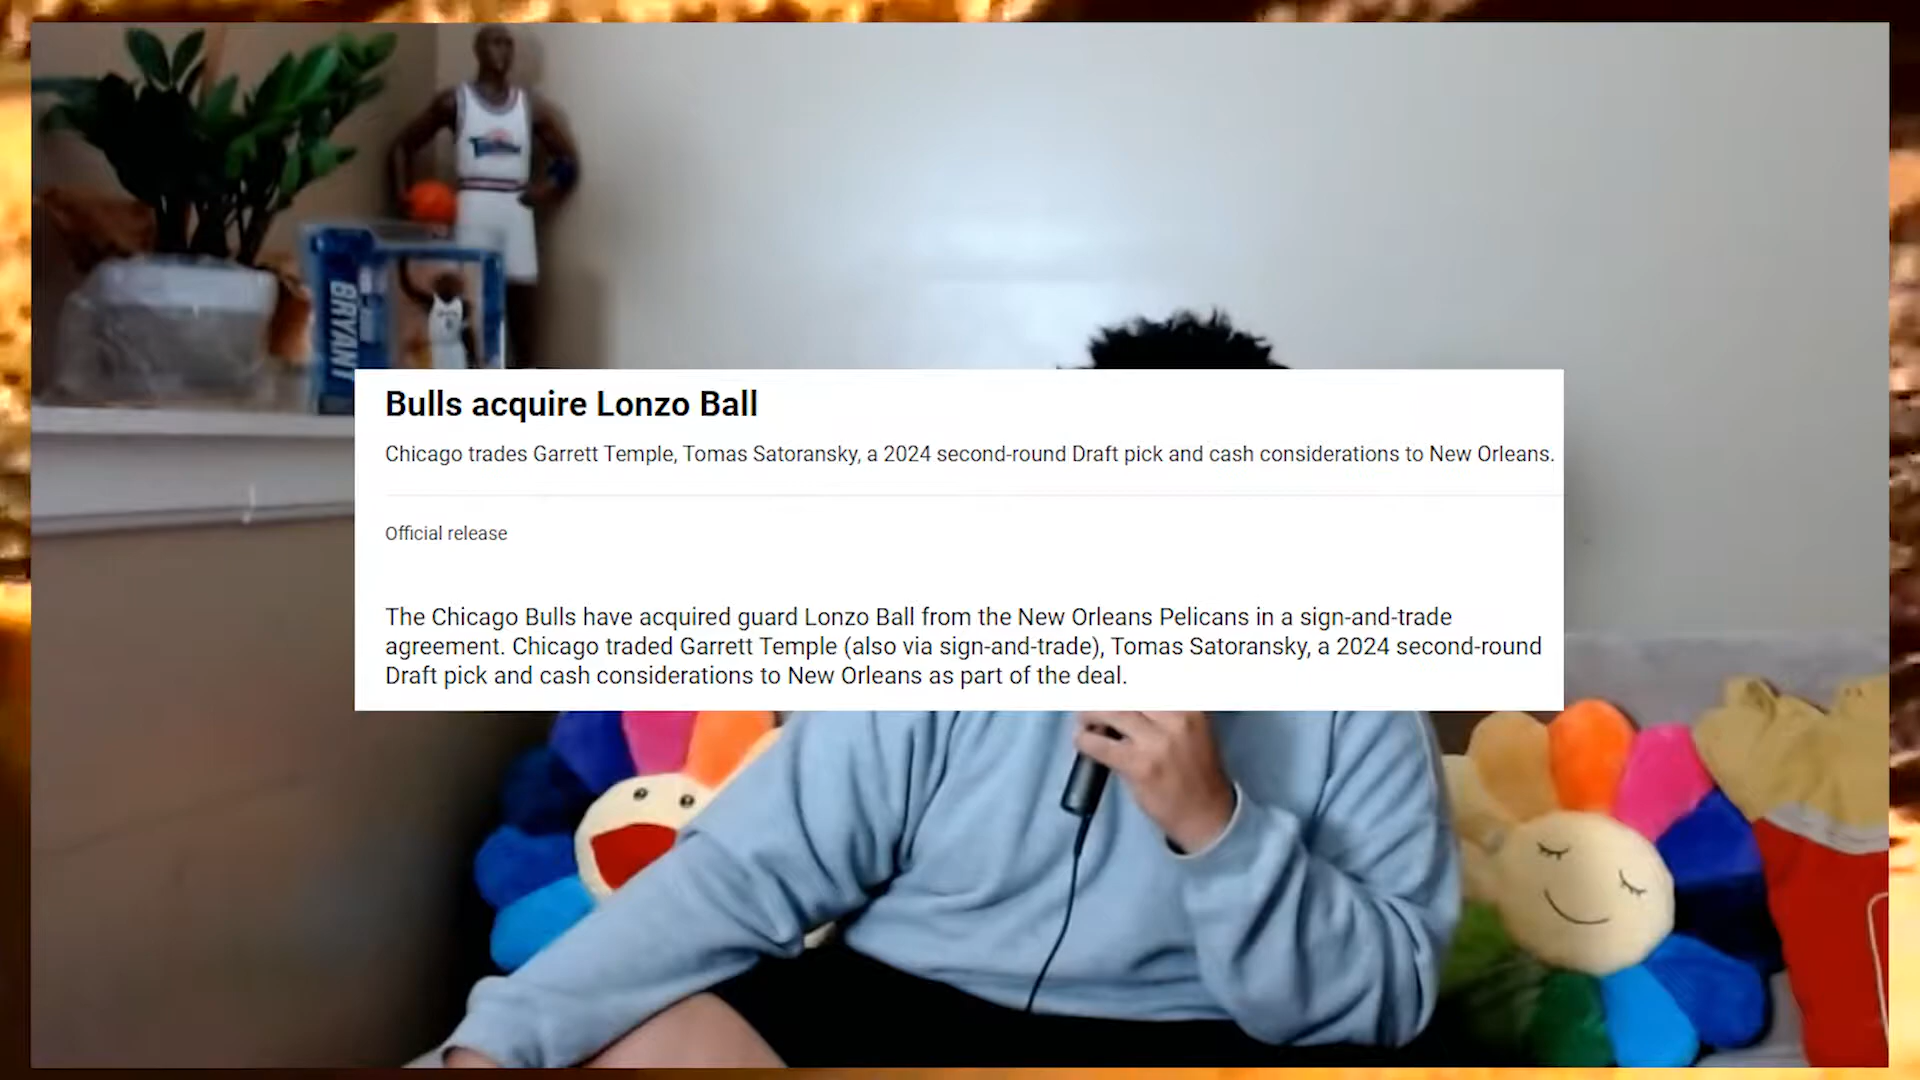 BRYANT
Bulls acquire Lonzo Ball
Chicago trades Garrett Temple, Tomas Satoransky, a 2024 second-round Draft pick and cash considerations to New Orleans.
Official release
The Chicago Bulls have acquired guard Lonzo Ball from the New Orleans Pelicans in a sign-and-trade
agreement. Chicago traded Garrett Temple (also via sign-and-trade), Tomas Satoransky, a 2024 second-round
Draft pick and cash considerations to New Orleans as part of the deal.